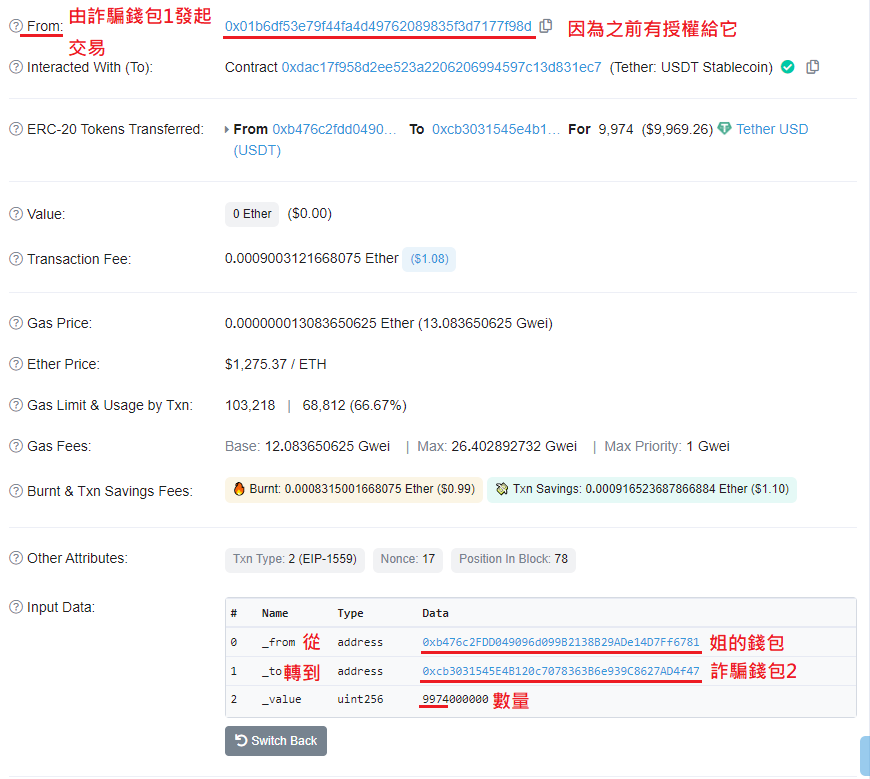 From: 由詐騙錢包1發起 0x01b6df53e79f44fa4d49762089835f3d7177f98d 因為之前有授權給它
交易
Interacted With (To): Contract 0xdac17f958d2ee523a2206206994597c13d831ec7 (Tether: USDT Stablecoin)
ERC-20 Tokens Transferred: From 0xb476c2fdd0490... To 0xcb3031545e4b1... For 9,974 ($9,969.26) Tether USD
(USDT)
Value: 0 Ether ($0.00)
Transaction Fee: 0.0009003121668075 Ether ($1.08)
Gas Price: 0.000000013083650625 Ether (13.083650625 Gwei)
Ether Price: $1,275.37 / ETH
Gas Limit & Usage by Txn: 103,218 | 68,812 (66.67%)
Gas Fees: Base: 12.083650625 Gwei | Max: 26.402892732 Gwei | Max Priority: 1 Gwei
Burnt & Txn Savings Fees: Burnt: 0.0008315001668075 Ether ($0.99) Txn Savings: 0.000916523687866884 Ether ($1.10)
Other Attributes: Txn Type: 2 (EIP-1559) Nonce: 17 Position In Block: 78
Input Data:
# Name Type Data
0 _from 從 address 0xb476c2FDD049096d099B2138B29ADe14D7Ff6781 姐的錢包
1 _to 轉到 address 0xcb3031545E4B120c7078363B6e939C8627AD4f47 詐騙錢包2
2 _value uint256 9974000000 數量
Switch Back